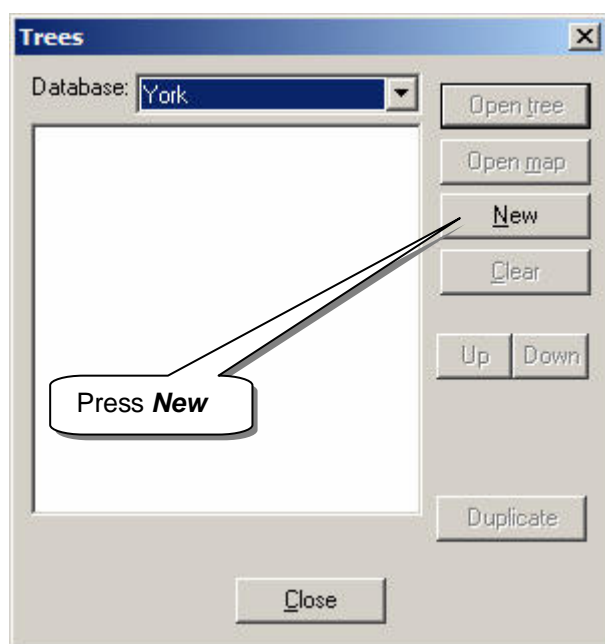 Trees
Database: York
Open tree
Open map
New
Clear
Up Down
Press New
Duplicate
Close